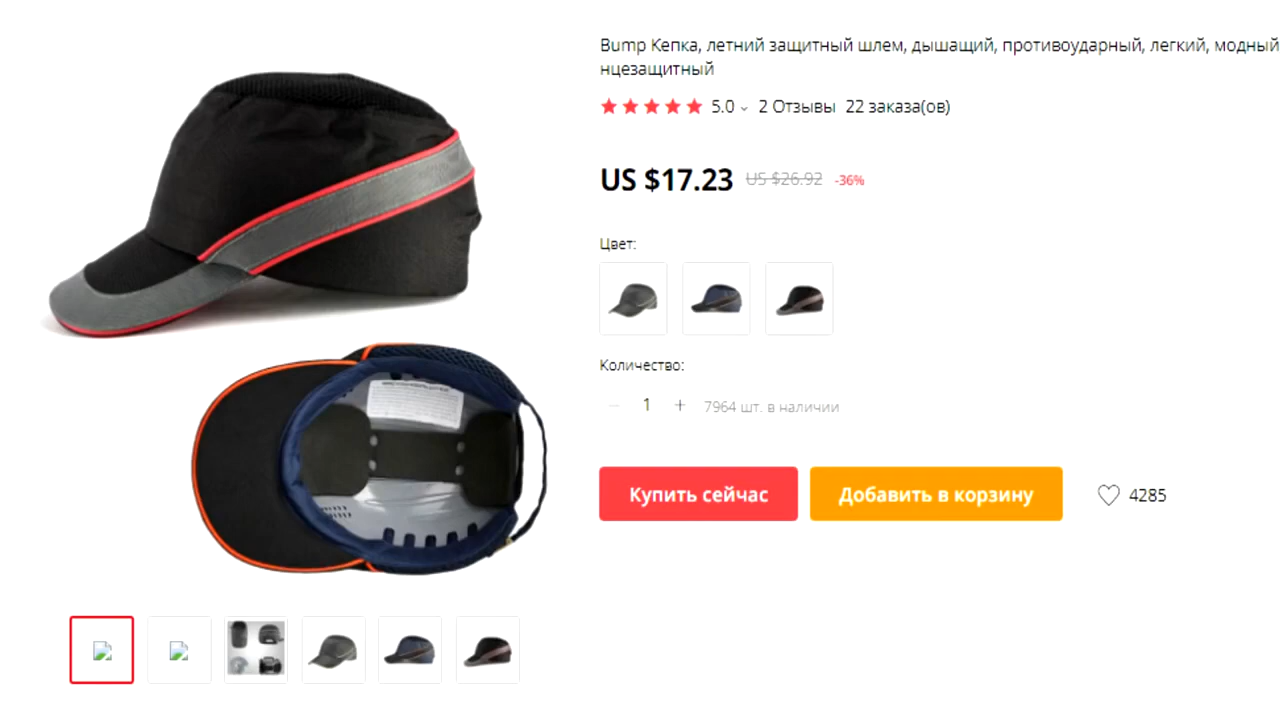 Bump Кепка, летний защитный шлем, дышащий, противоударный, легкий, модный
нцезащитный
5.0 2 Отзывы 22 заказа(ов)
US $17.23 US $26.92 -36%
Цвет:
Количество:
− 1 + 7964 шт. в наличии
Купить сейчас Добавить в корзину 4285